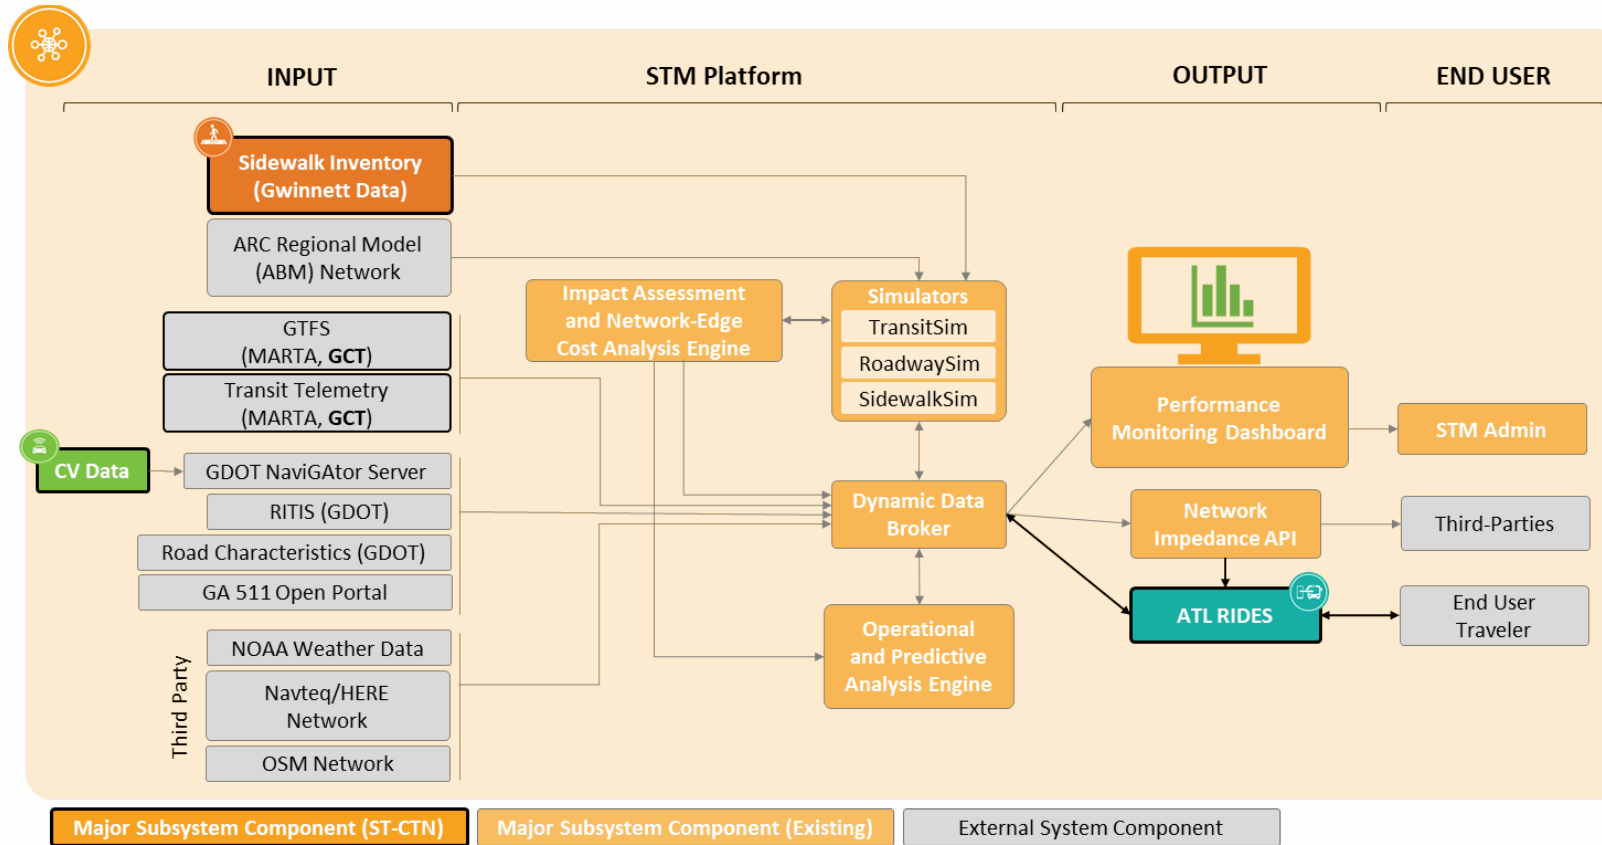 INPUT
STM Platform
OUTPUT
END USER
Sidewalk Inventory
(Gwinnett Data)
ARC Regional Model
(ABM) Network
GTFS
(MARTA, GCT)
Transit Telemetry
(MARTA, GCT)
CV Data
GDOT NaviGAtor Server
RITIS (GDOT)
Road Characteristics (GDOT)
GA 511 Open Portal
Third Party
NOAA Weather Data
Navteq/HERE
Network
OSM Network
Impact Assessment
and Network-Edge
Cost Analysis Engine
Simulators
TransitSim
RoadwaySim
SidewalkSim
Dynamic Data
Broker
Operational
and Predictive
Analysis Engine
Performance
Monitoring Dashboard
Network
Impedance API
ATL RIDES
STM Admin
Third-Parties
End User
Traveler
Major Subsystem Component (ST-CTN)
Major Subsystem Component (Existing)
External System Component